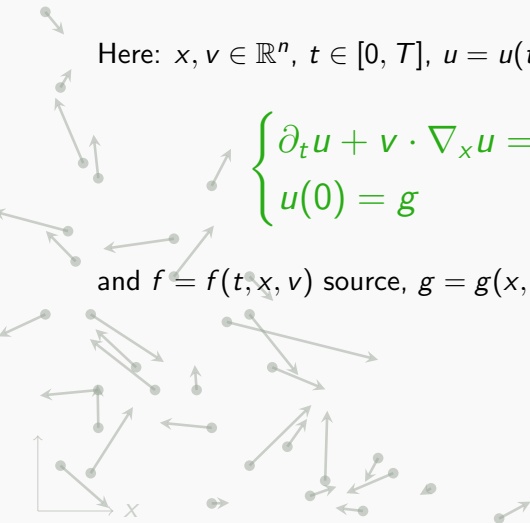 Here: x, v ∈ ℝⁿ, t ∈ [0, T], u = u(t
∂ₜu + v · ∇ₓu =
u(0) = g
and f = f(t, x, v) source, g = g(x,
x